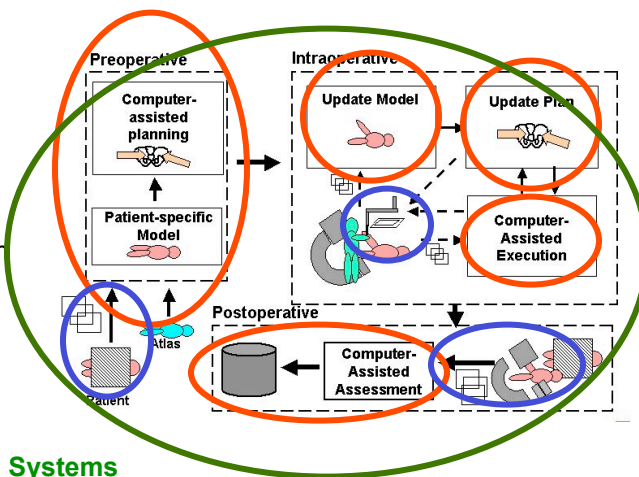 Preoperative
Computer-
assisted
planning
Patient-specific
Model
Atlas
Patient
Intraoperative
Update Model
Update Plan
Computer-
Assisted
Execution
Postoperative
Computer-
Assisted
Assessment
Systems